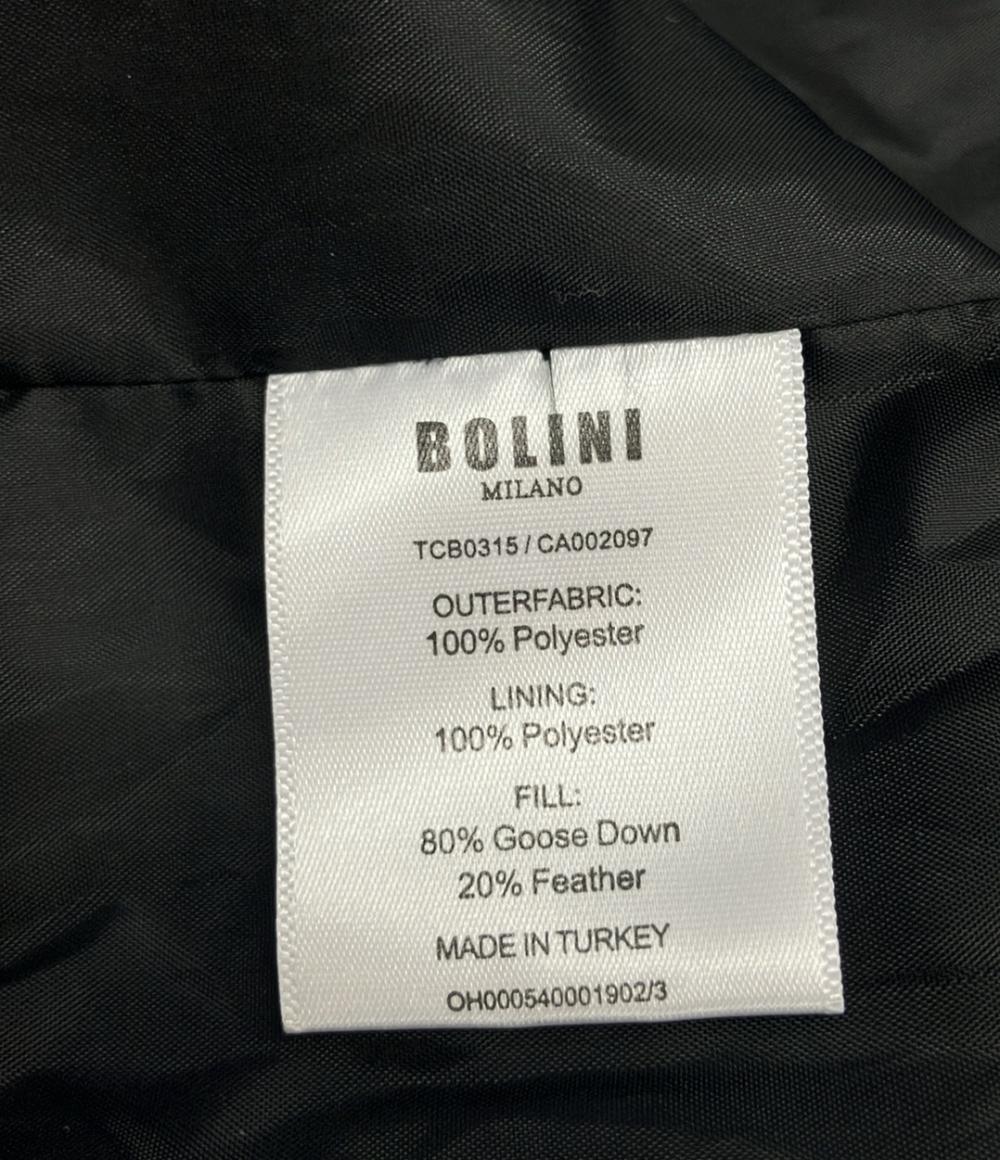 BOLINI
MILANO
TCB0315 / CA002097
OUTERFABRIC:
100% Polyester
LINING:
100% Polyester
FILL:
80% Goose Down
20% Feather
MADE IN TURKEY
OH0005400001902/3